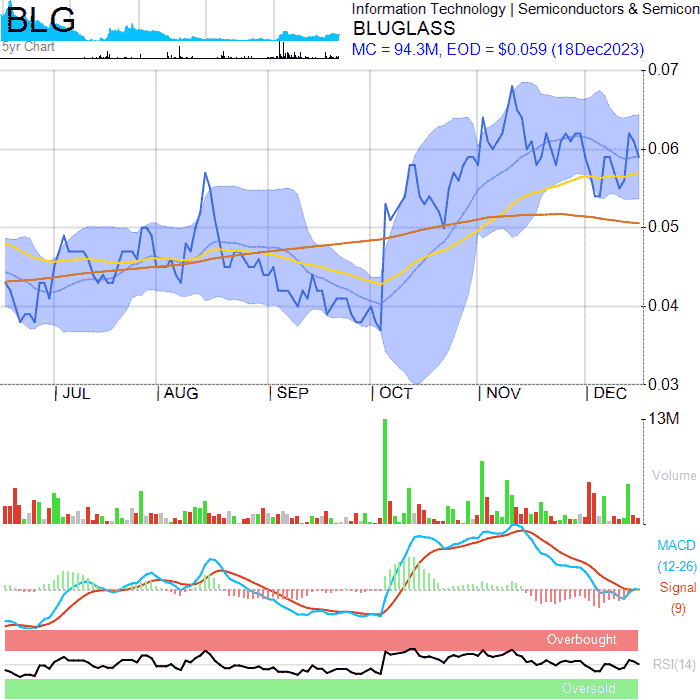 BLG
5yr Chart
Information Technology | Semiconductors & Semicon
BLUGLASS
MC = 94.3M, EOD = $0.059 (18Dec2023)
0.07
0.06
0.05
0.04
0.03
JUL
AUG
SEP
OCT
NOV
DEC
13M
Volume
MACD
(12-26)
Signal
(9)
Overbought
RSI(14)
Oversold